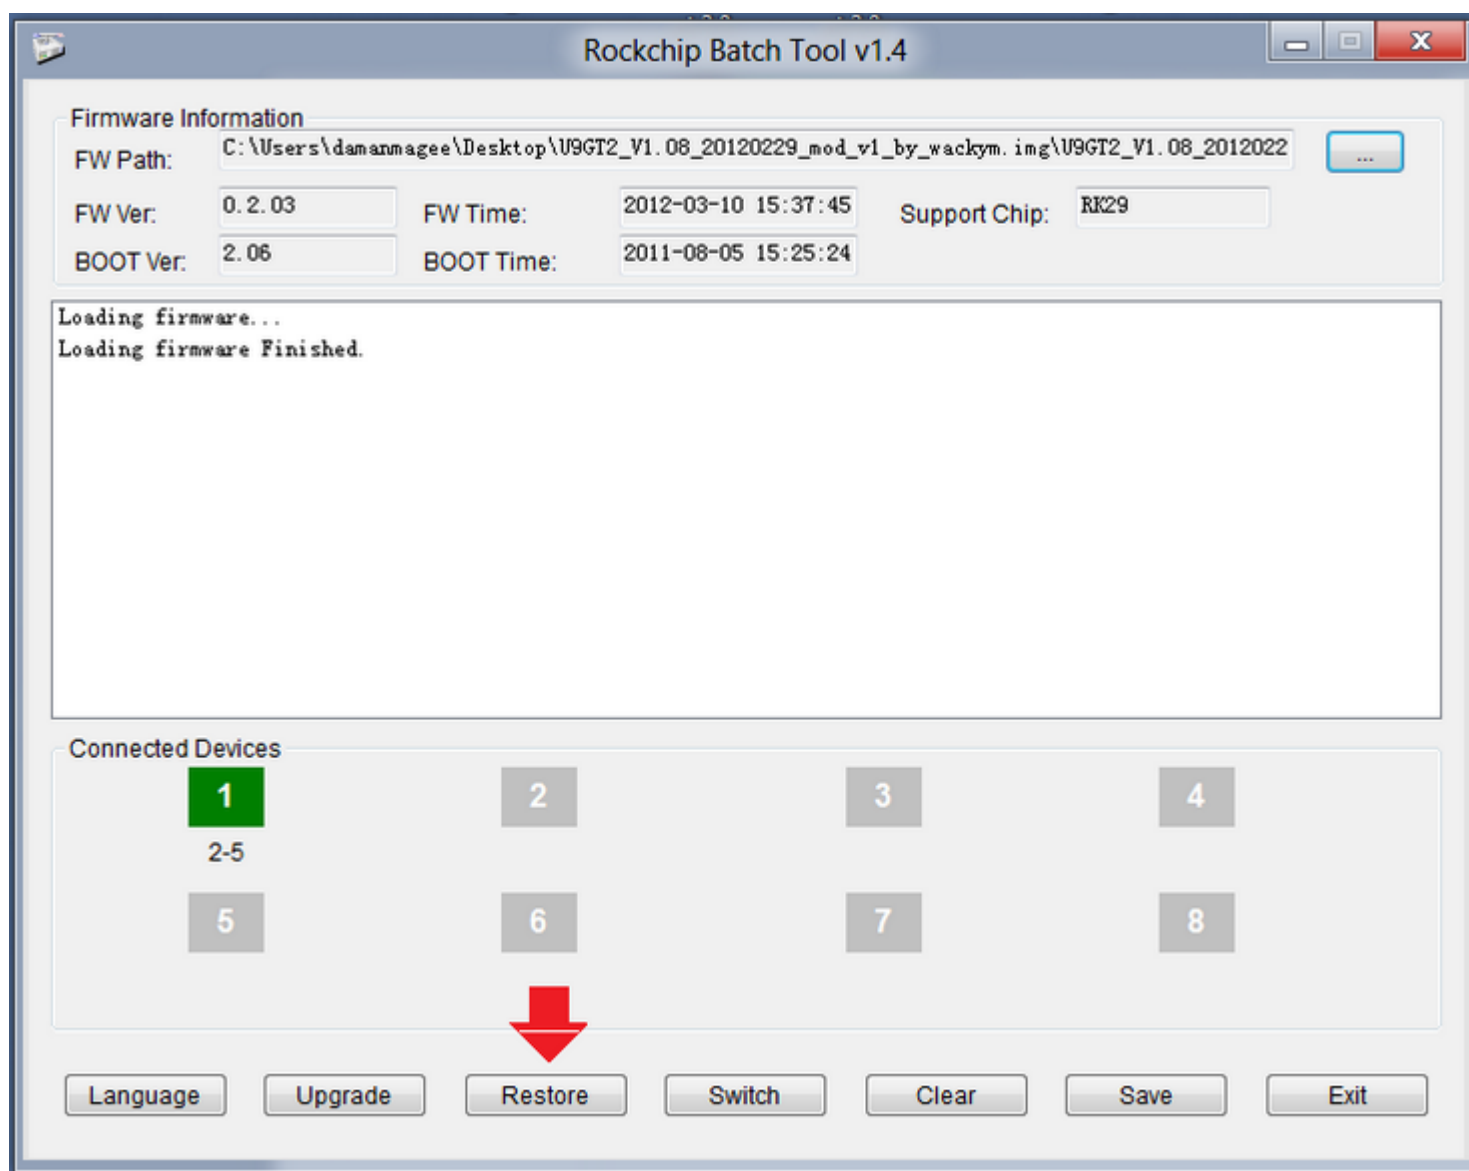 Rockchip Batch Tool v1.4
X
Firmware Information
FW Path: C:\Users\damanmagee\Desktop\U9GT2_V1.08_20120229_mod_v1_by_wackym.img\U9GT2_V1.08_2012022 ...
FW Ver: 0.2.03 FW Time: 2012-03-10 15:37:45 Support Chip: RK29
BOOT Ver: 2.06 BOOT Time: 2011-08-05 15:25:24
Loading firmware...
Loading firmware Finished.
Connected Devices
1 2 3 4
2-5
5 6 7 8
Language Upgrade Restore Switch Clear Save Exit